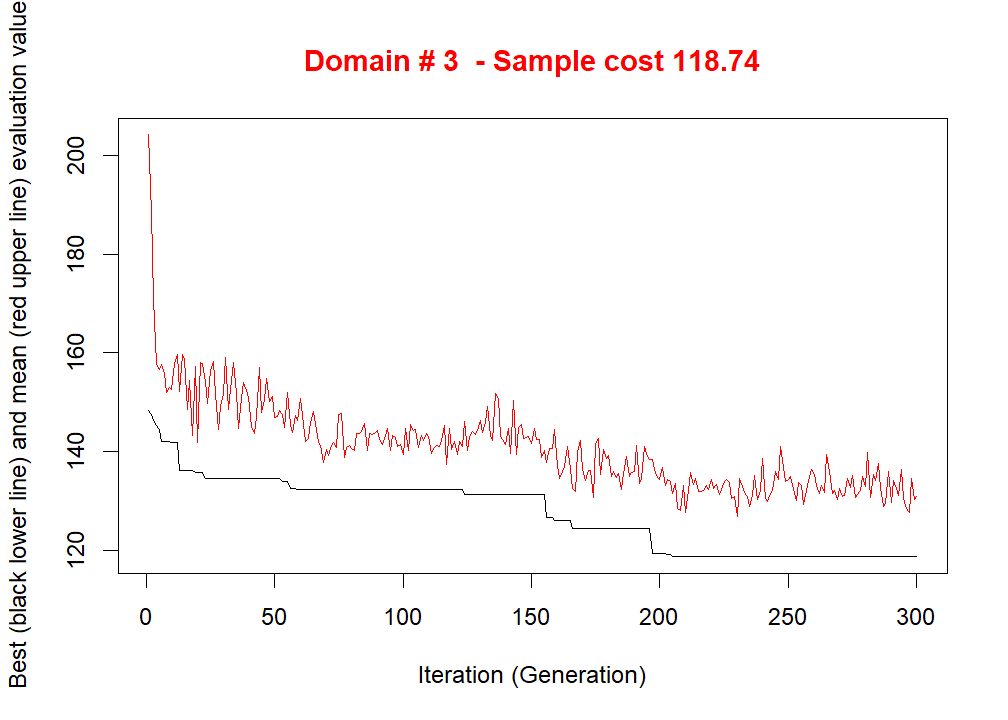 Domain # 3  - Sample cost 118.74
Best (black lower line) and mean (red upper line) evaluation value
200
180
160
140
120
0 50 100 150 200 250 300
Iteration (Generation)